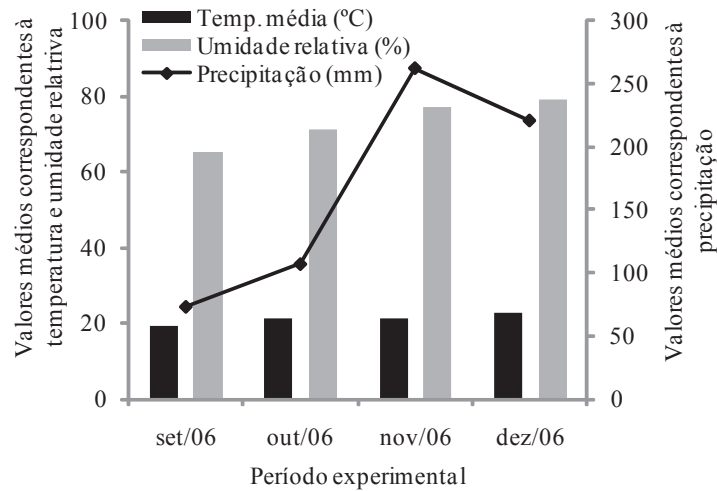 Valores médios correspondentes à
temperatura e umidade relatriva
100
80
60
40
20
0
Temp. média (ºC)
Umidade relativa (%)
Precipitação (mm)
300
250
200
150
100
50
0
Valores médios correspondentes à
precipitação
set/06 out/06 nov/06 dez/06
Período experimental